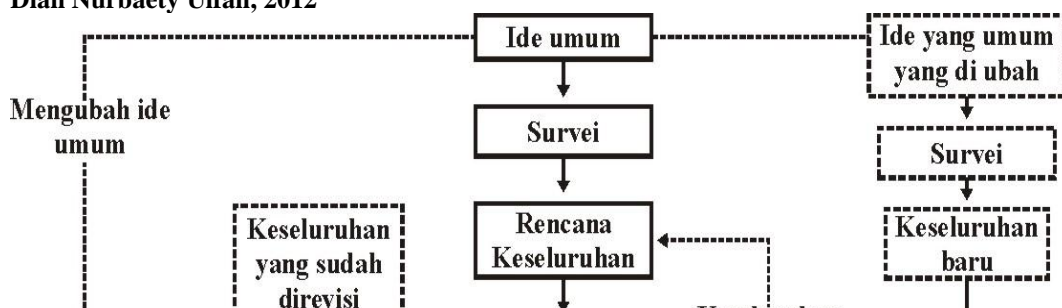 Ide umum
Ide yang umum
yang di ubah
Mengubah ide
umum
Survei
Survei
Keseluruhan
yang sudah
direvisi
Rencana
Keseluruhan
Keseluruhan
baru